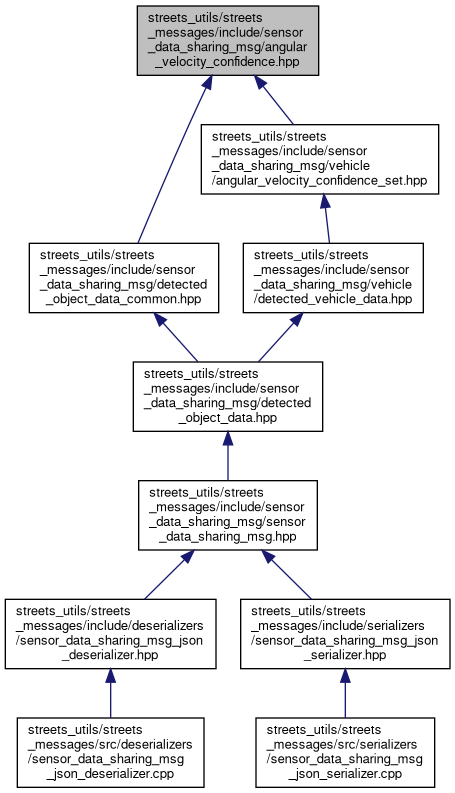 streets_utils/streets
_messages/include/sensor
_data_sharing_msg/angular
_velocity_confidence.hpp
streets_utils/streets
_messages/include/sensor
_data_sharing_msg/vehicle
/angular_velocity_confidence_set.hpp
streets_utils/streets
_messages/include/sensor
_data_sharing_msg/detected
_object_data_common.hpp
streets_utils/streets
_messages/include/sensor
_data_sharing_msg/vehicle
/detected_vehicle_data.hpp
streets_utils/streets
_messages/include/sensor
_data_sharing_msg/detected
_object_data.hpp
streets_utils/streets
_messages/include/sensor
_data_sharing_msg/sensor
_data_sharing_msg.hpp
streets_utils/streets
_messages/include/deserializers
/sensor_data_sharing_msg_json
_deserializer.hpp
streets_utils/streets
_messages/include/serializers
/sensor_data_sharing_msg_json
_serializer.hpp
streets_utils/streets
_messages/src/deserializers
/sensor_data_sharing_msg
_json_deserializer.cpp
streets_utils/streets
_messages/src/serializers
/sensor_data_sharing_msg
_json_serializer.cpp